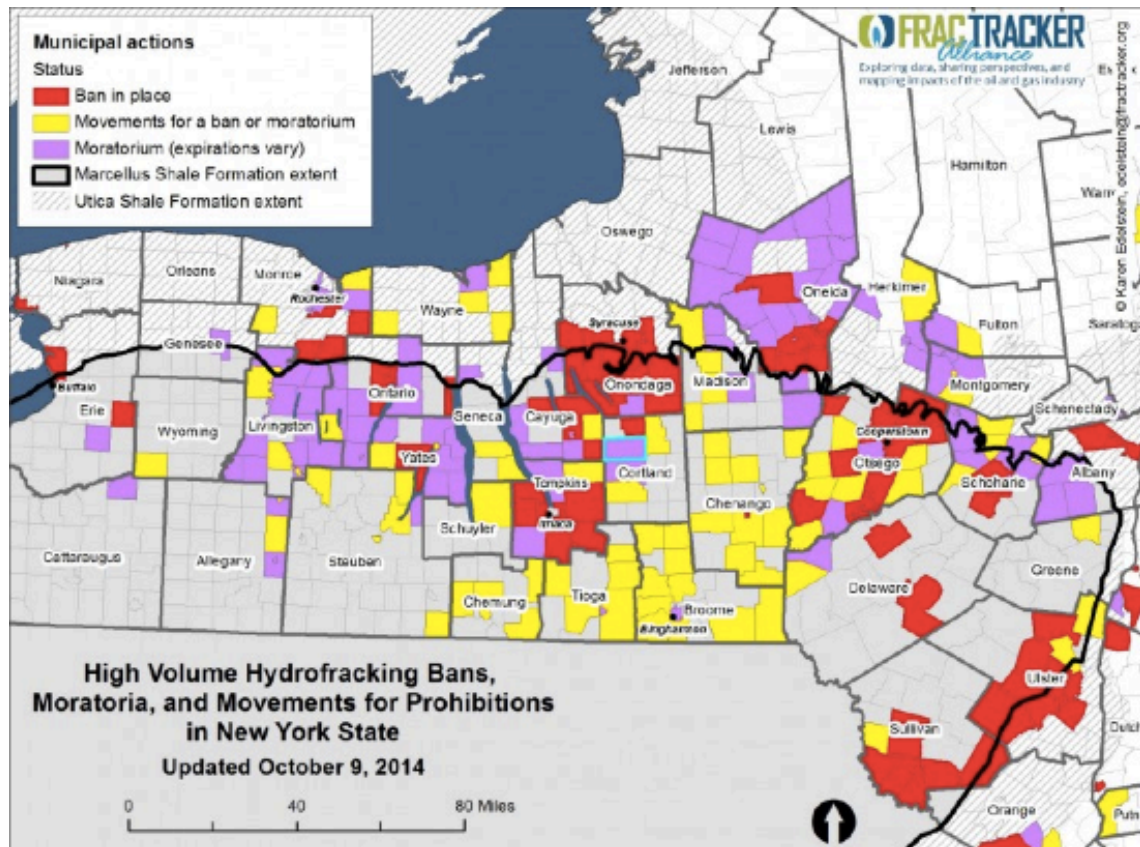 Municipal actions
Status
Ban in place
Movements for a ban or moratorium
Moratorium (expirations vary)
Marcellus Shale Formation extent
Utica Shale Formation extent
FRACTRACKER
Alliance
Exploring data, sharing perspectives, and
mapping impacts of the oil and gas industry
© Karen Edelstein, edelstein@fractracker.org
Jefferson
Lewis
Hamilton
Oswego
Niagara
Orleans
Monroe
Rochester
Wayne
Oneida
Herkimer
Fulton
Saratog
Genesee
Syracuse
Onondaga
Madison
Montgomery
Schenectady
Buffalo
Erie
Wyoming
Livingston
Ontario
Seneca
Cayuga
Cortland
Cooperstown
Otsego
Schoharie
Albany
Yates
Tompkins
Ithaca
Chenango
Cattaraugus
Allegany
Steuben
Schuyler
Delaware
Greene
Chemung
Tioga
Broome
Binghamton
Ulster
Sullivan
Dutch
Orange
Putn
High Volume Hydrofracking Bans,
Moratoria, and Movements for Prohibitions
in New York State
Updated October 9, 2014
0 40 80 Miles